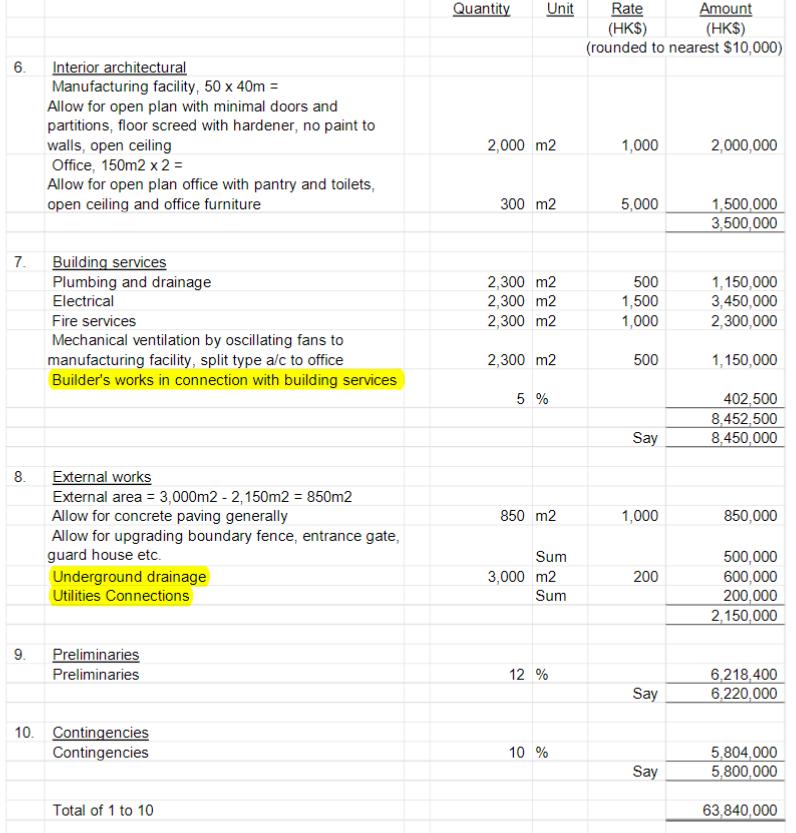 Quantity Unit Rate Amount
(HK$) (HK$)
(rounded to nearest $10,000)
6. Interior architectural
Manufacturing facility, 50 x 40m =
Allow for open plan with minimal doors and
partitions, floor screed with hardener, no paint to
walls, open ceiling 2,000 m2 1,000 2,000,000
Office, 150m2 x 2 =
Allow for open plan office with pantry and toilets,
open ceiling and office furniture 300 m2 5,000 1,500,000
3,500,000
7. Building services
Plumbing and drainage 2,300 m2 500 1,150,000
Electrical 2,300 m2 1,500 3,450,000
Fire services 2,300 m2 1,000 2,300,000
Mechanical ventilation by oscillating fans to
manufacturing facility, split type a/c to office 2,300 m2 500 1,150,000
Builder's works in connection with building services
5 % 402,500
8,452,500
Say 8,450,000
8. External works
External area = 3,000m2 - 2,150m2 = 850m2
Allow for concrete paving generally 850 m2 1,000 850,000
Allow for upgrading boundary fence, entrance gate,
guard house etc. Sum 500,000
Underground drainage 3,000 m2 200 600,000
Utilities Connections Sum 200,000
2,150,000
9. Preliminaries
Preliminaries 12 % 6,218,400
Say 6,220,000
10. Contingencies
Contingencies 10 % 5,804,000
Say 5,800,000
Total of 1 to 10 63,840,000